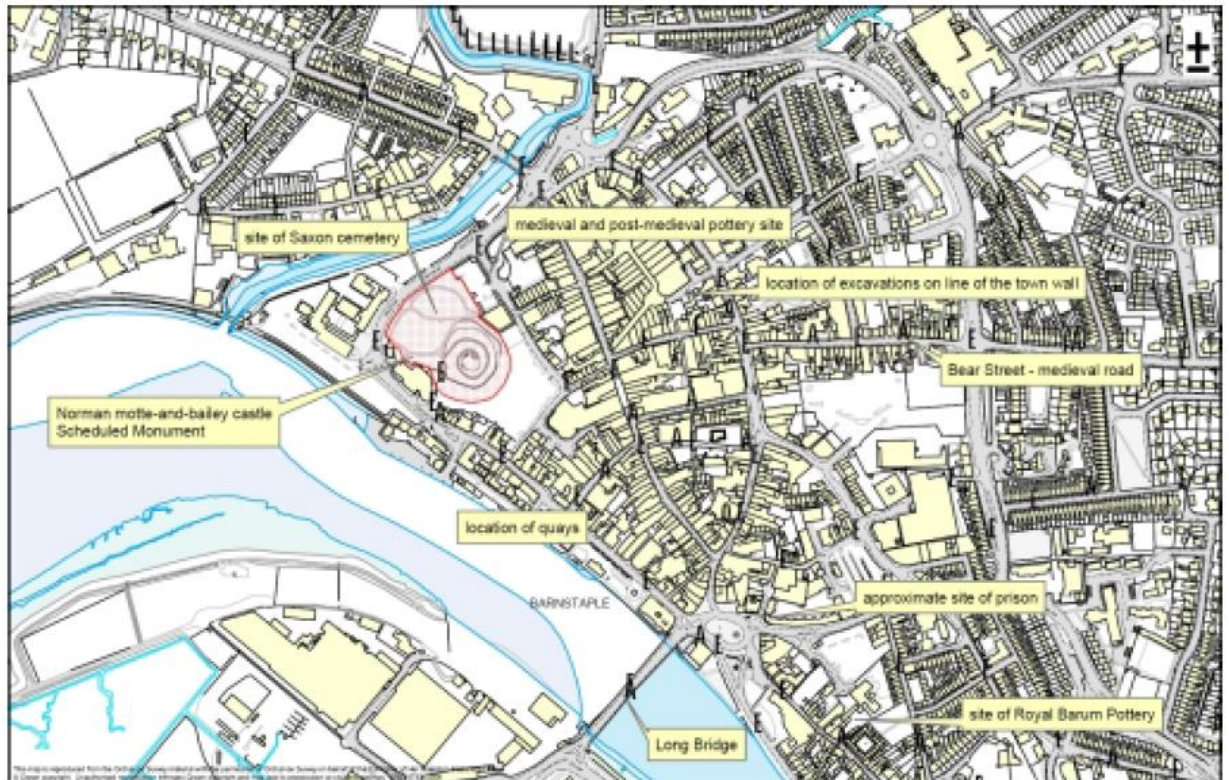 site of Saxon cemetery
medieval and post-medieval pottery site
location of excavations on line of the town wall
Bear Street - medieval road
Norman motte-and-bailey castle
Scheduled Monument
location of quays
BARNSTAPLE
approximate site of prison
site of Royal Barum Pottery
Long Bridge